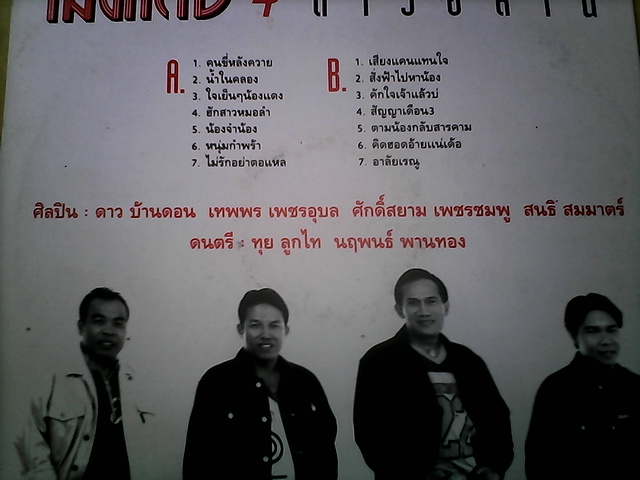 4 ดาวอีสาน
A.
1. คนขี่หลังควาย
2. น้ำในคลอง
3. ใจเย็นๆน้องแดง
4. ฮักสาวหมอลำ
5. น้องจ๋าน้อง
6. หนุ่มกำพร้า
7. ไม่รักอย่าตอแหล
B.
1. เสียงแคนแทนใจ
2. สั่งฟ้าไปหาน้อง
3. คักใจเจ้าแล้วบ่
4. สัญญาเดือน3
5. ตามน้องกลับสารคาม
6. คิดฮอดอ้ายแน่เด้อ
7. อาลัยเรณู
ศิลปิน : ดาว บ้านดอน เทพพร เพชรอุบล ศักดิ์สยาม เพชรชมพู สนธิ สมมาตร์
ดนตรี : ทุย ลูกไท นฤพนธ์ พานทอง